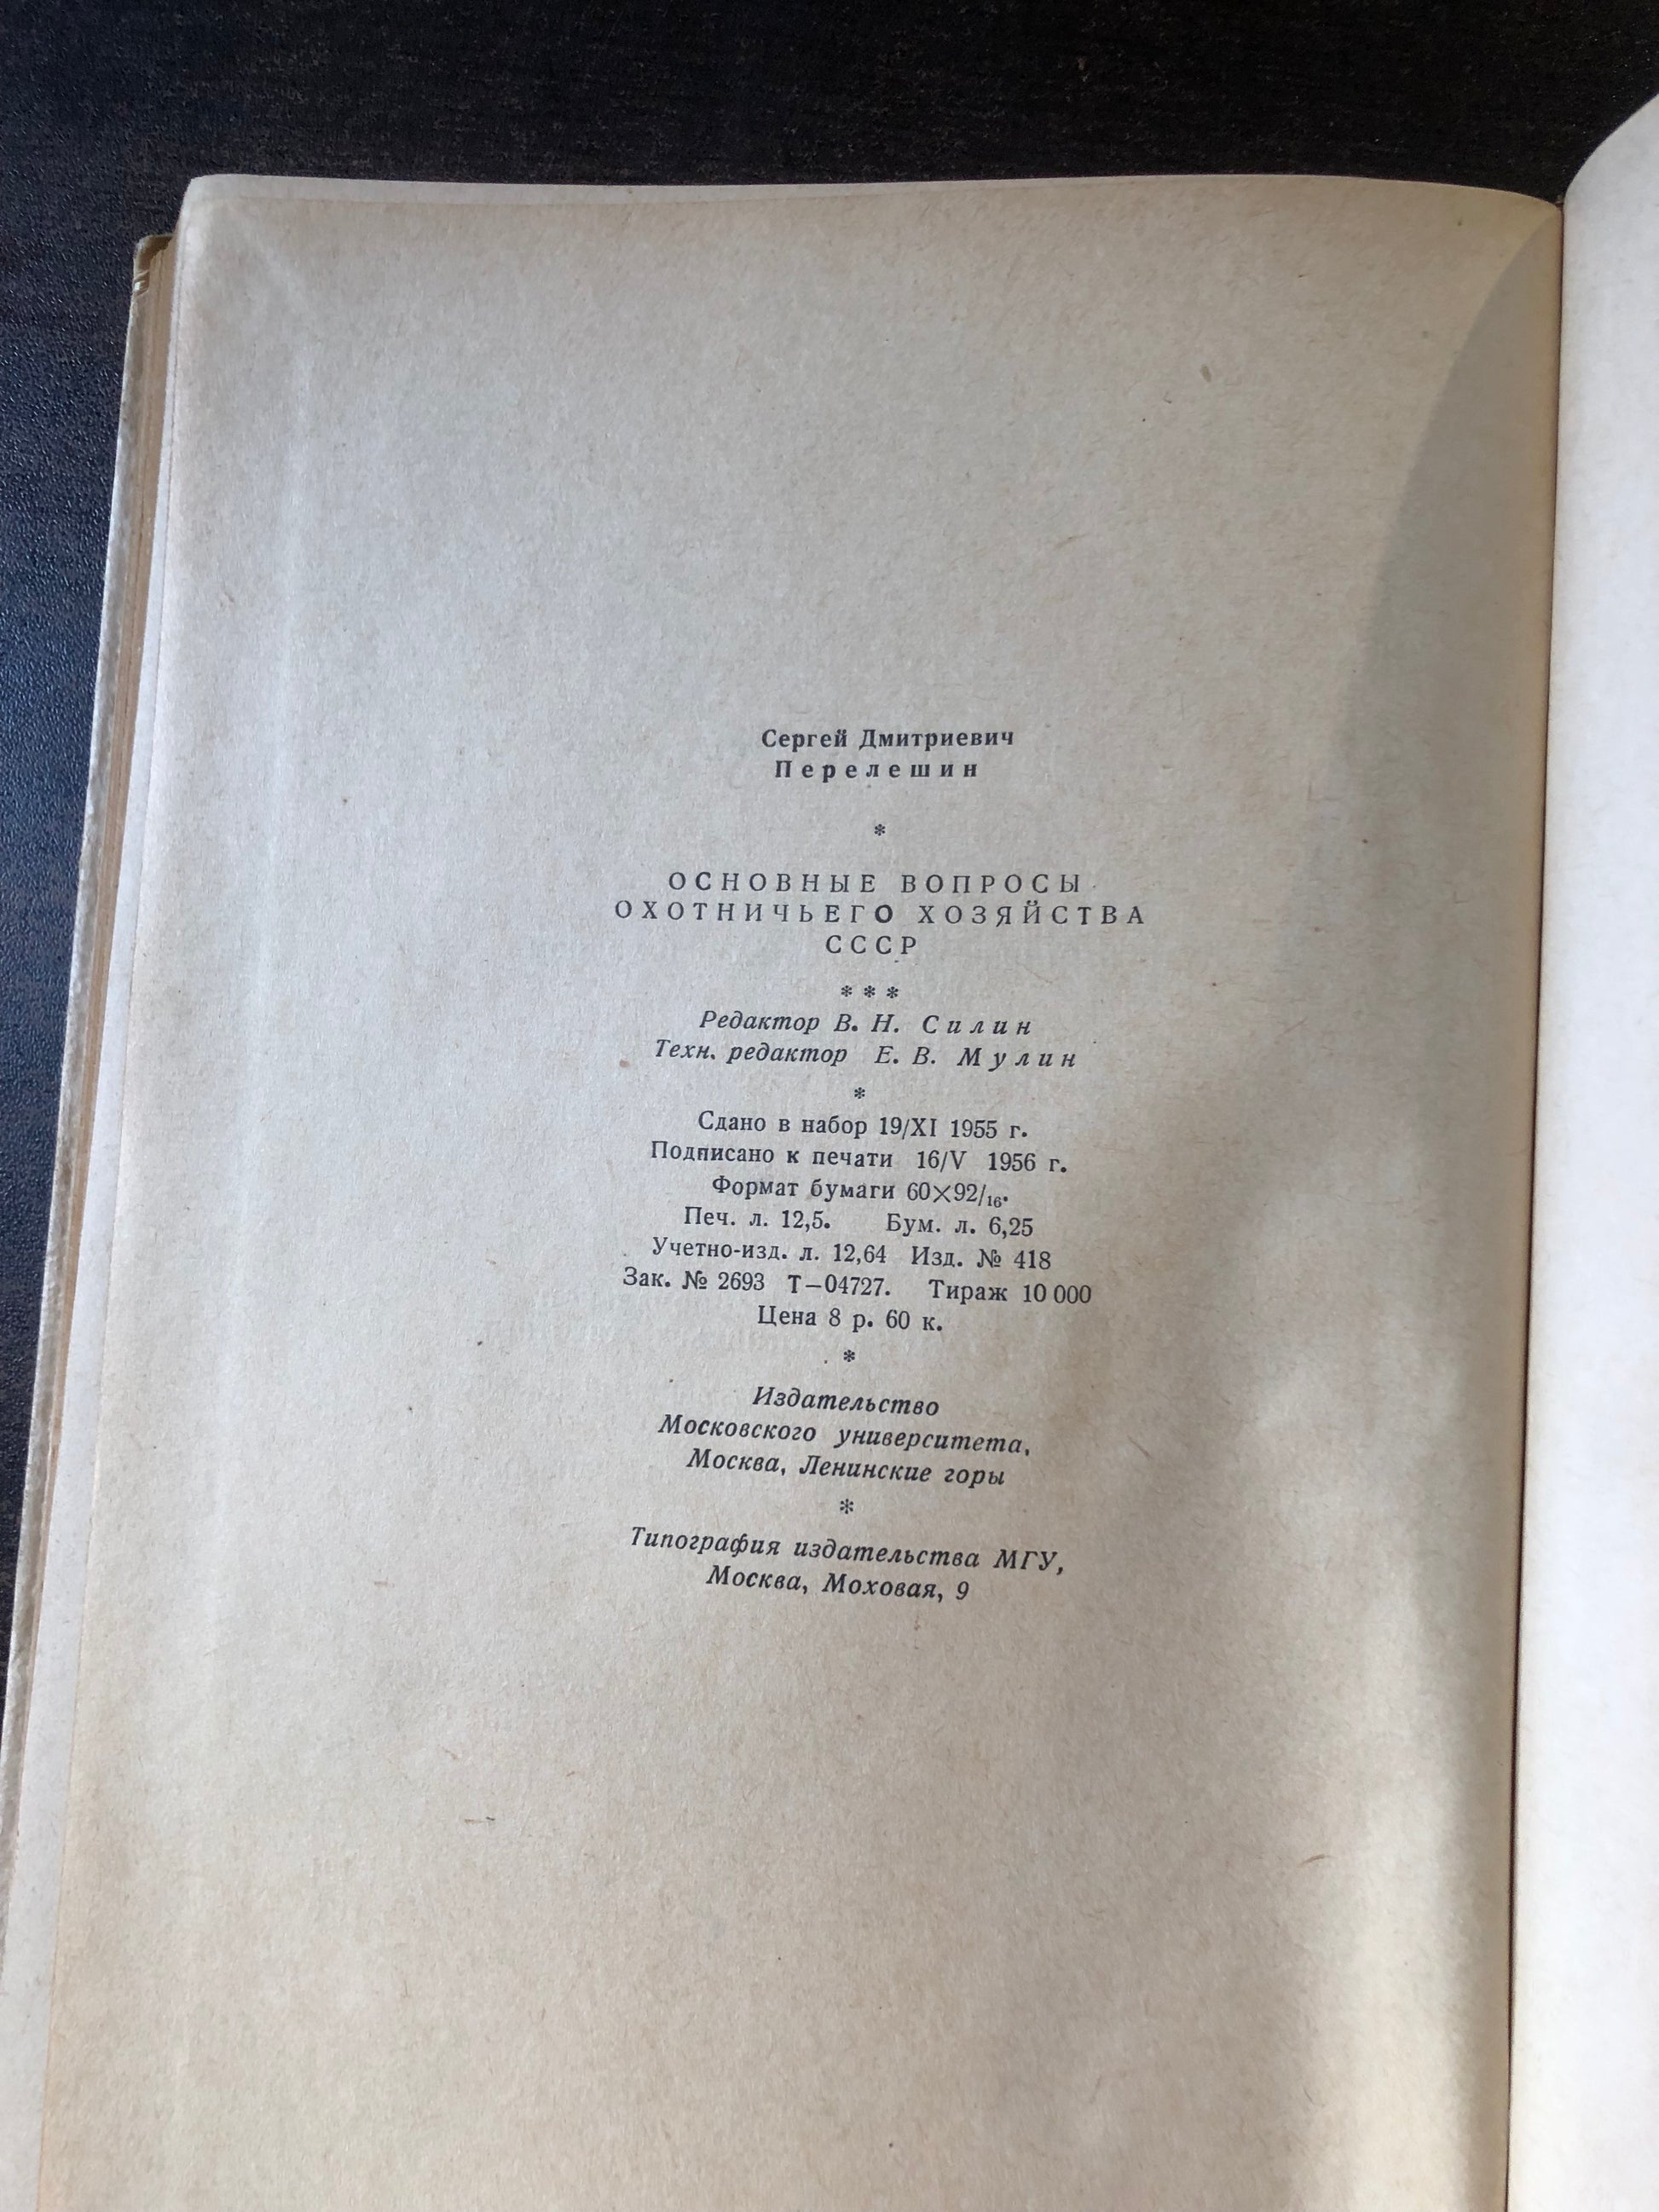 Сергей Дмитриевич
Перелешин
*
ОСНОВНЫЕ ВОПРОСЫ
ОХОТНИЧЬЕГО ХОЗЯЙСТВА
СССР
* * *
Редактор В. Н. Силин
Техн. редактор Е. В. Мулин
*
Сдано в набор 19/XI 1955 г.
Подписано к печати 16/V 1956 г.
Формат бумаги 60×92/16.
Печ. л. 12,5. Бум. л. 6,25
Учетно-изд. л. 12,64 Изд. № 418
Зак. № 2693 Т—04727. Тираж 10 000
Цена 8 р. 60 к.
*
Издательство
Московского университета,
Москва, Ленинские горы
*
Типография издательства МГУ,
Москва, Моховая, 9